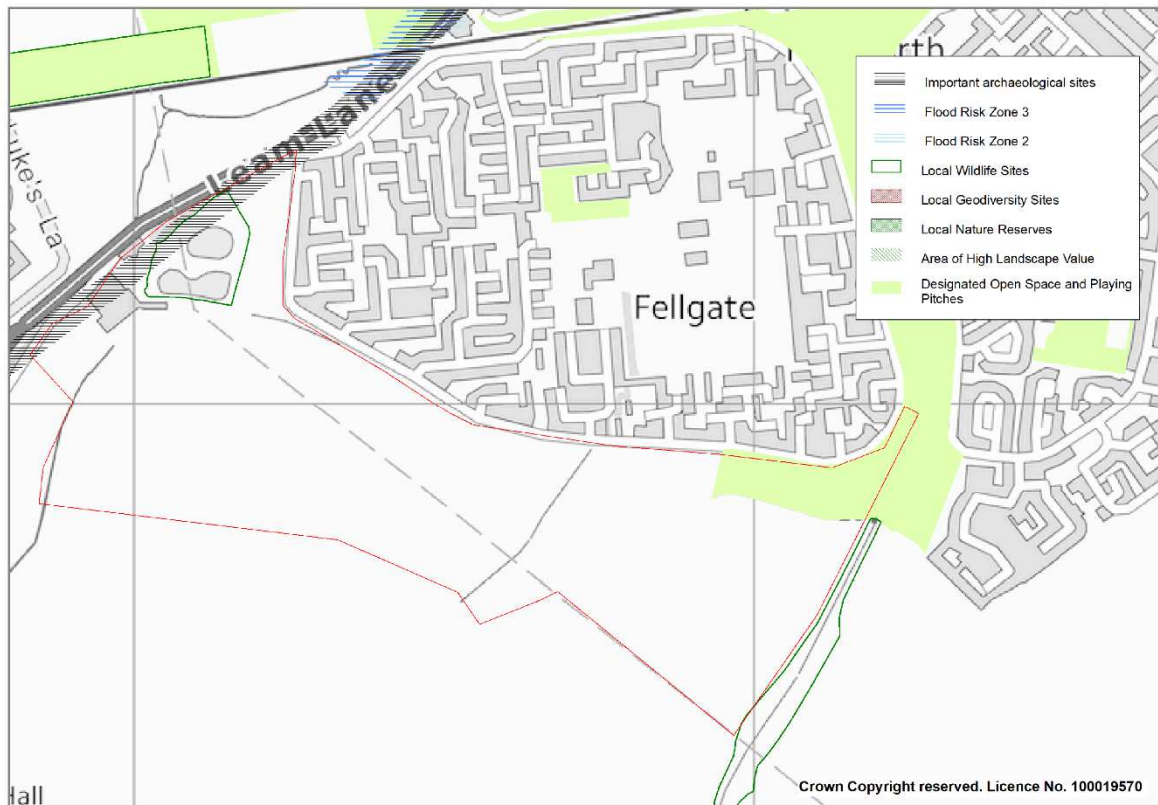 Important archaeological sites
Flood Risk Zone 3
Flood Risk Zone 2
Local Wildlife Sites
Local Geodiversity Sites
Local Nature Reserves
Area of High Landscape Value
Designated Open Space and Playing
Pitches
Leam Lane
uke's La
Fellgate
Crown Copyright reserved. Licence No. 100019570